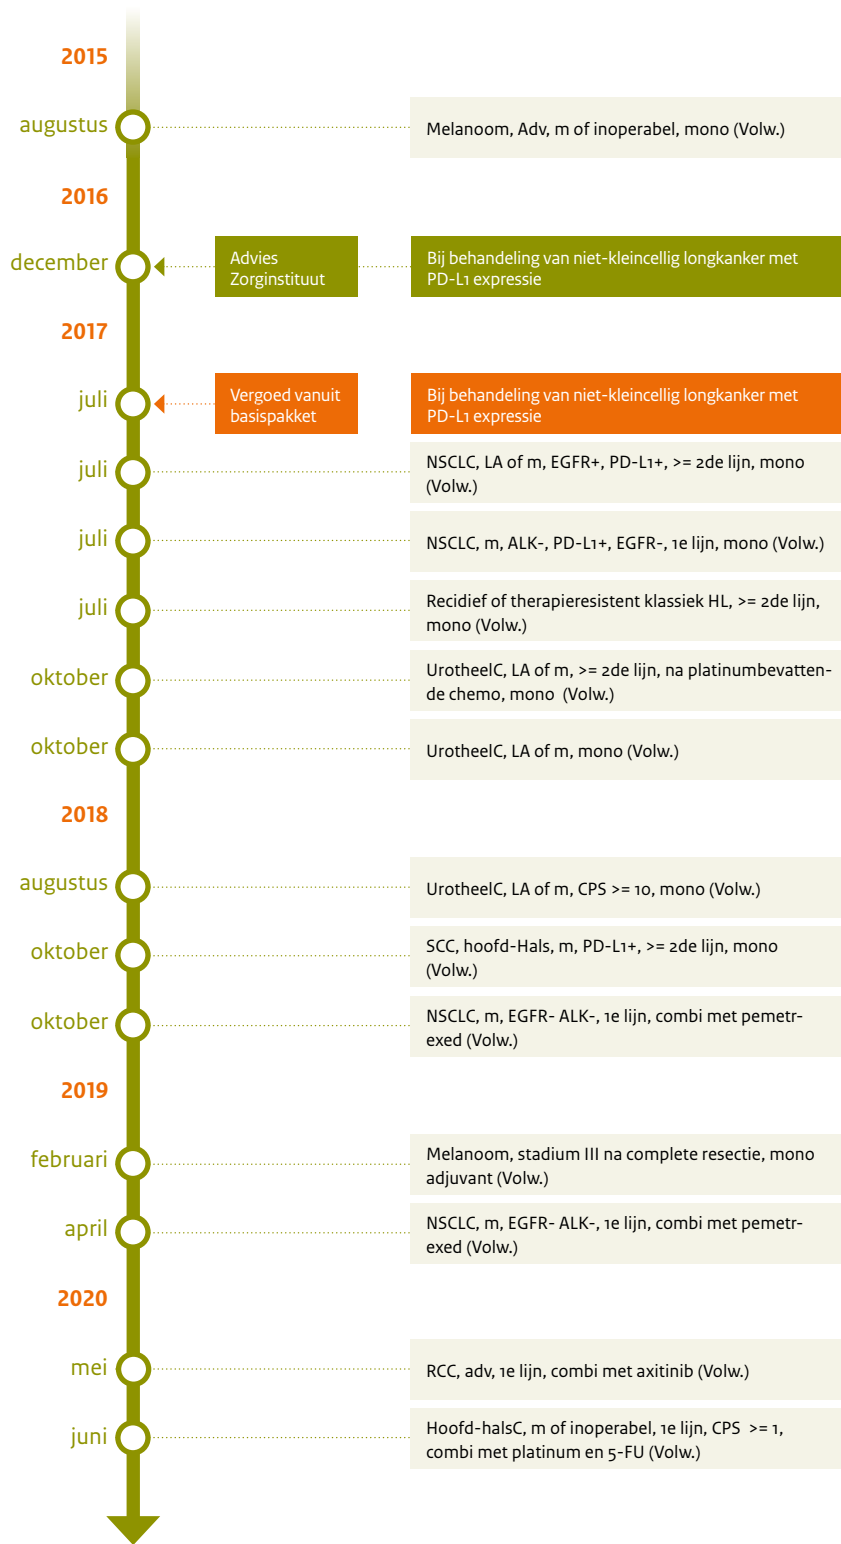 2015
augustus
Melanoom, Adv, m of inoperabel, mono (Volw.)
2016
december
Advies
Zorginstituut
Bij behandeling van niet-kleincellig longkanker met
PD-L1 expressie
2017
juli
Vergoed vanuit
basispakket
Bij behandeling van niet-kleincellig longkanker met
PD-L1 expressie
juli
NSCLC, LA of m, EGFR+, PD-L1+, >= 2de lijn, mono
(Volw.)
juli
NSCLC, m, ALK-, PD-L1+, EGFR-, 1e lijn, mono (Volw.)
juli
Recidief of therapieresistent klassiek HL, >= 2de lijn,
mono (Volw.)
oktober
UrotheelC, LA of m, >= 2de lijn, na platinumbevatten-
de chemo, mono (Volw.)
oktober
UrotheelC, LA of m, mono (Volw.)
2018
augustus
UrotheelC, LA of m, CPS >= 10, mono (Volw.)
oktober
SCC, hoofd-Hals, m, PD-L1+, >= 2de lijn, mono
(Volw.)
oktober
NSCLC, m, EGFR- ALK-, 1e lijn, combi met pemetr-
exed (Volw.)
2019
februari
Melanoom, stadium III na complete resectie, mono
adjuvant (Volw.)
april
NSCLC, m, EGFR- ALK-, 1e lijn, combi met pemetr-
exed (Volw.)
2020
mei
RCC, adv, 1e lijn, combi met axitinib (Volw.)
juni
Hoofd-halsC, m of inoperabel, 1e lijn, CPS >= 1,
combi met platinum en 5-FU (Volw.)